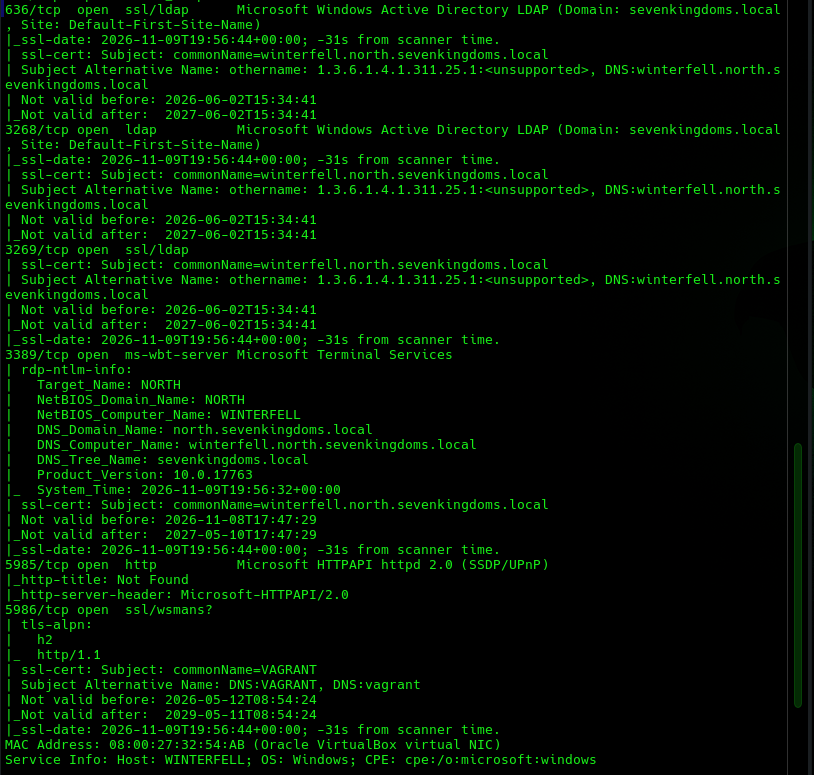 636/tcp  open  ssl/ldap      Microsoft Windows Active Directory LDAP (Domain: sevenkingdoms.local
, Site: Default-First-Site-Name)
|_ssl-date: 2026-11-09T19:56:44+00:00; -31s from scanner time.
| ssl-cert: Subject: commonName=winterfell.north.sevenkingdoms.local
| Subject Alternative Name: othername: 1.3.6.1.4.1.311.25.1:<unsupported>, DNS:winterfell.north.s
evenkingdoms.local
| Not valid before: 2026-06-02T15:34:41
|_Not valid after:  2027-06-02T15:34:41
3268/tcp open  ldap          Microsoft Windows Active Directory LDAP (Domain: sevenkingdoms.local
, Site: Default-First-Site-Name)
|_ssl-date: 2026-11-09T19:56:44+00:00; -31s from scanner time.
| ssl-cert: Subject: commonName=winterfell.north.sevenkingdoms.local
| Subject Alternative Name: othername: 1.3.6.1.4.1.311.25.1:<unsupported>, DNS:winterfell.north.s
evenkingdoms.local
| Not valid before: 2026-06-02T15:34:41
|_Not valid after:  2027-06-02T15:34:41
3269/tcp open  ssl/ldap
| ssl-cert: Subject: commonName=winterfell.north.sevenkingdoms.local
| Subject Alternative Name: othername: 1.3.6.1.4.1.311.25.1:<unsupported>, DNS:winterfell.north.s
evenkingdoms.local
| Not valid before: 2026-06-02T15:34:41
|_Not valid after:  2027-06-02T15:34:41
|_ssl-date: 2026-11-09T19:56:44+00:00; -31s from scanner time.
3389/tcp open  ms-wbt-server Microsoft Terminal Services
| rdp-ntlm-info:
|   Target_Name: NORTH
|   NetBIOS_Domain_Name: NORTH
|   NetBIOS_Computer_Name: WINTERFELL
|   DNS_Domain_Name: north.sevenkingdoms.local
|   DNS_Computer_Name: winterfell.north.sevenkingdoms.local
|   DNS_Tree_Name: sevenkingdoms.local
|   Product_Version: 10.0.17763
|_  System_Time: 2026-11-09T19:56:32+00:00
| ssl-cert: Subject: commonName=winterfell.north.sevenkingdoms.local
| Not valid before: 2026-11-08T17:47:29
|_Not valid after:  2027-05-10T17:47:29
|_ssl-date: 2026-11-09T19:56:44+00:00; -31s from scanner time.
5985/tcp open  http          Microsoft HTTPAPI httpd 2.0 (SSDP/UPnP)
|_http-title: Not Found
|_http-server-header: Microsoft-HTTPAPI/2.0
5986/tcp open  ssl/wsmans?
| tls-alpn:
|   h2
|_  http/1.1
| ssl-cert: Subject: commonName=VAGRANT
| Subject Alternative Name: DNS:VAGRANT, DNS:vagrant
| Not valid before: 2026-05-12T08:54:24
|_Not valid after:  2029-05-11T08:54:24
|_ssl-date: 2026-11-09T19:56:44+00:00; -31s from scanner time.
MAC Address: 08:00:27:32:54:AB (Oracle VirtualBox virtual NIC)
Service Info: Host: WINTERFELL; OS: Windows; CPE: cpe:/o:microsoft:windows